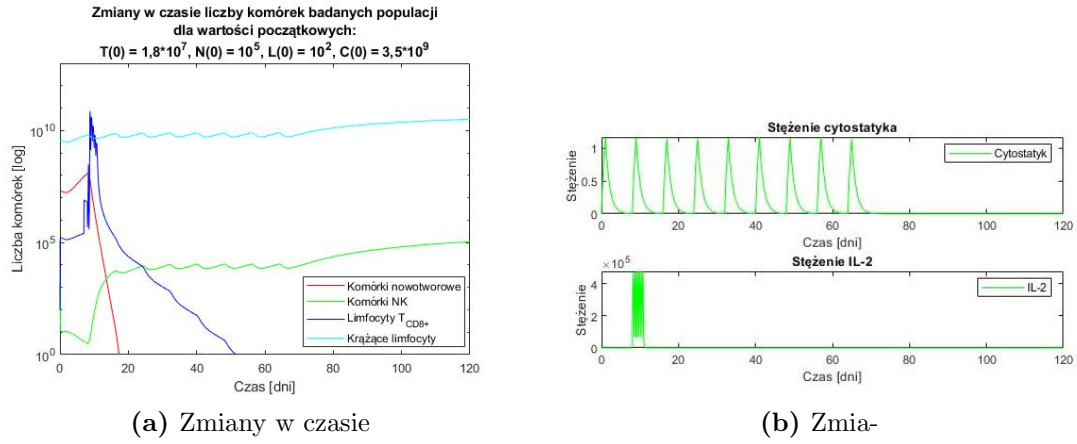 Zmiany w czasie liczby komórek badanych populacji
dla wartości początkowych:
T(0) = 1,8*10^7, N(0) = 10^5, L(0) = 10^2, C(0) = 3,5*10^9
Liczba komórek [log]
10^10
10^5
10^0
Komórki nowotworowe
Komórki NK
Limfocyty T_CD8+
Krążące limfocyty
0 20 40 60 80 100 120
Czas [dni]
(a) Zmiany w czasie
Stężenie cytostatyka
Stężenie
1
0.5
0
Cytostatyk
0 20 40 60 80 100 120
Czas [dni]
×10^5
Stężenie IL-2
Stężenie
4
2
0
IL-2
0 20 40 60 80 100 120
Czas [dni]
(b) Zmia-